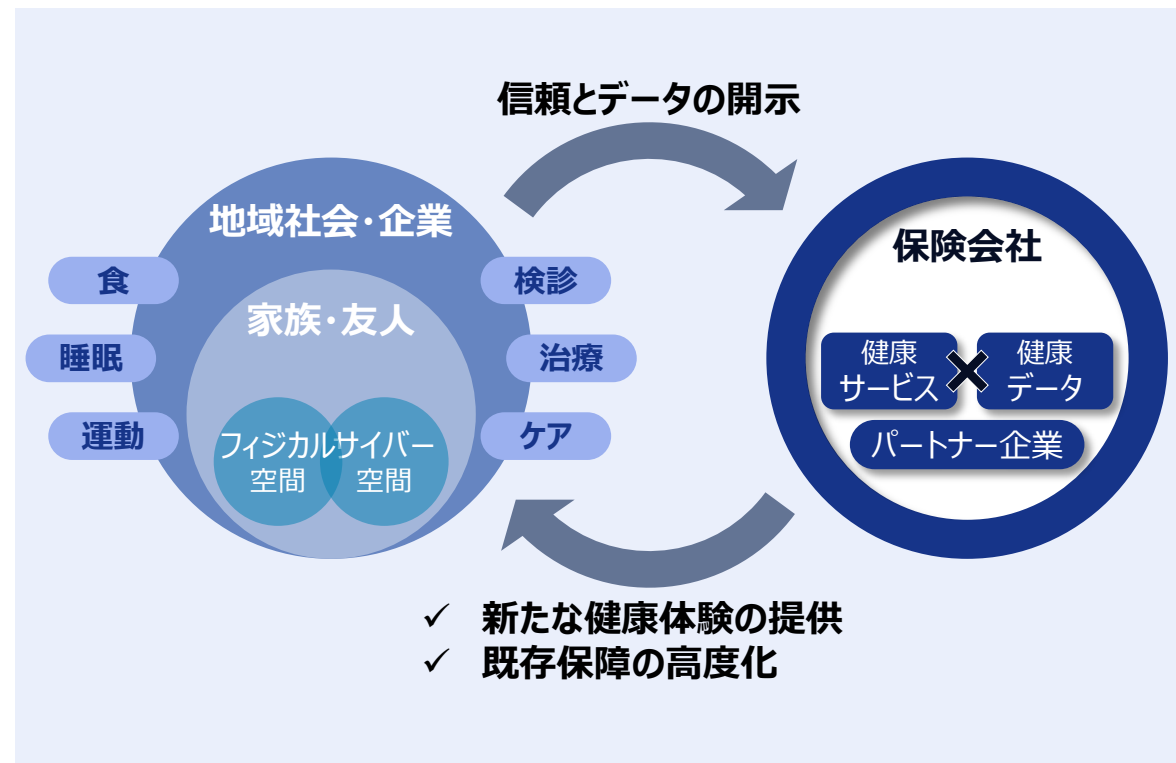 信頼とデータの開示
地域社会・企業
食
睡眠
運動
検診
治療
ケア
家族・友人
フィジカル
空間
サイバー
空間
保険会社
健康
サービス
×
健康
データ
パートナー企業
✓ 新たな健康体験の提供
✓ 既存保障の高度化